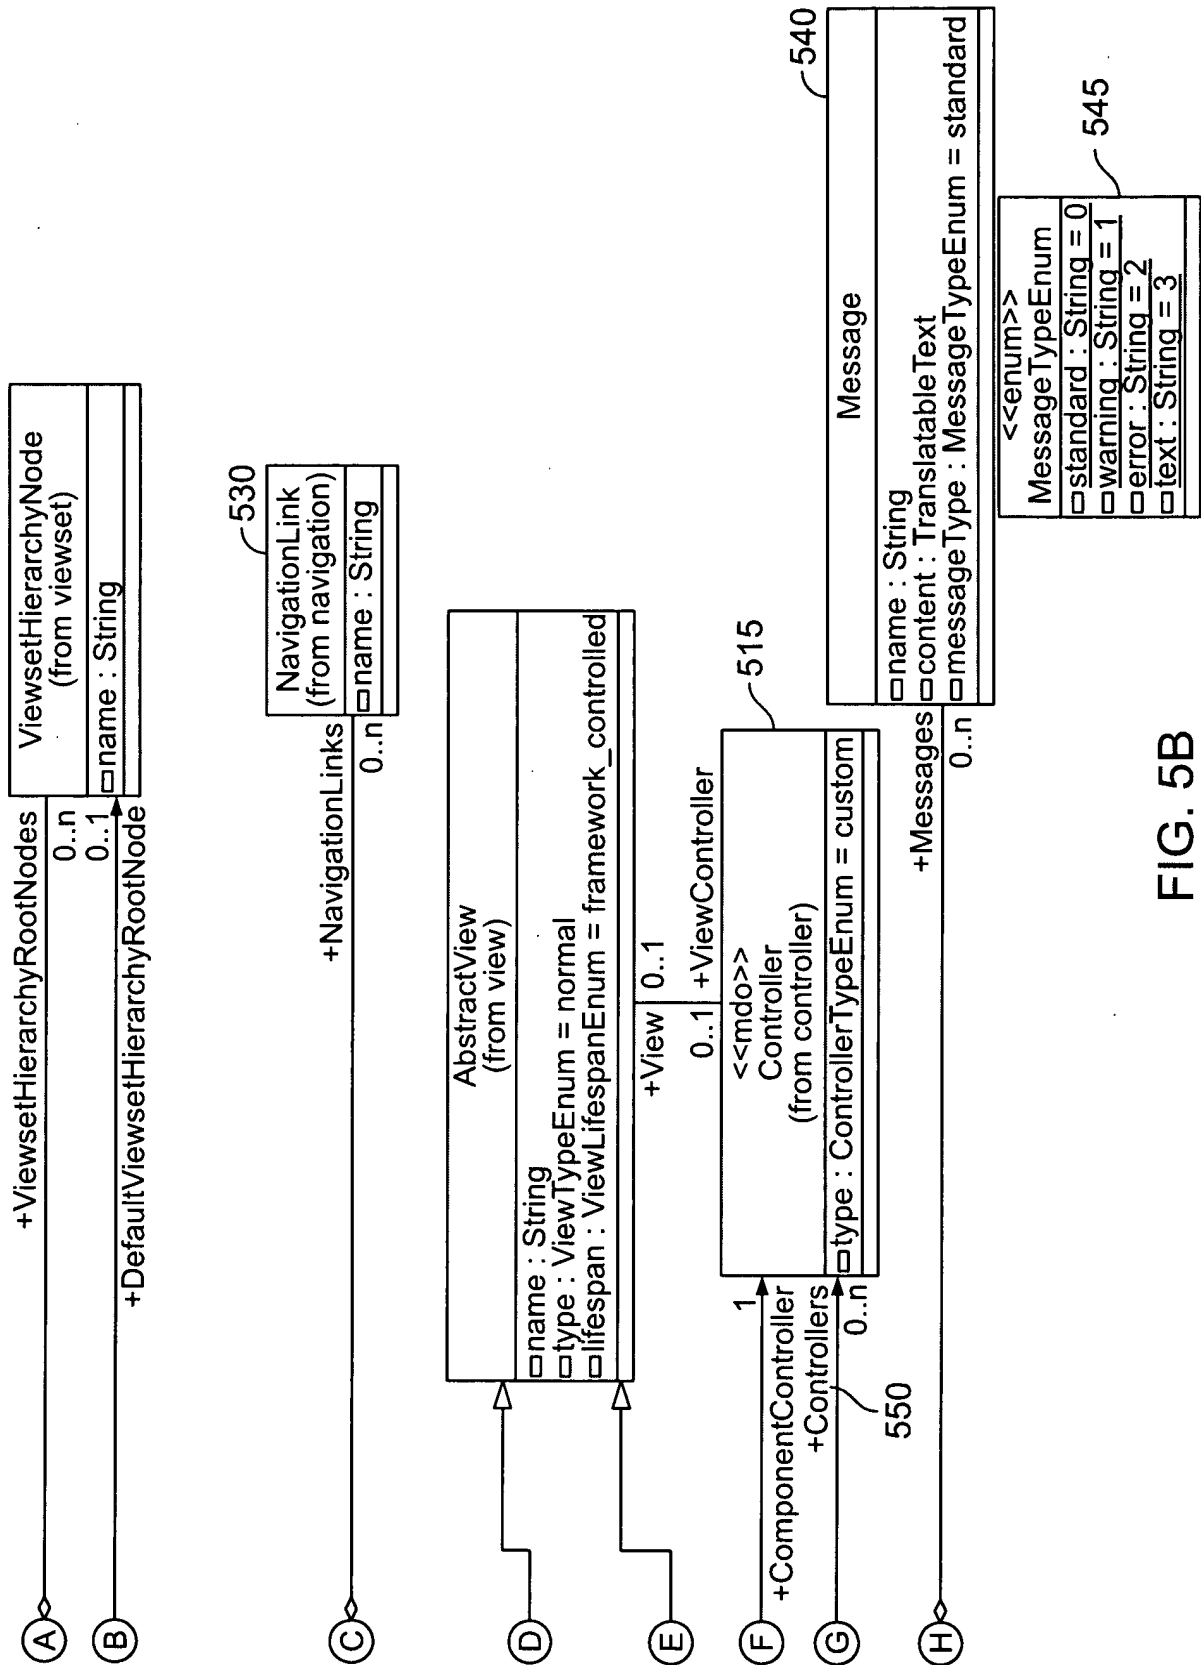 +ViewsetHierarchyRootNodes
A
0..n
ViewsetHierarchyNode
(from viewset)
name : String
0..1
B
+DefaultViewsetHierarchyRootNode
530
+NavigationLinks
C
0..n
NavigationLink
(from navigation)
name : String
AbstractView
(from view)
name : String
type : ViewTypeEnum = normal
lifespan : ViewLifespanEnum = framework_controlled
D
E
+View
0..1
0..1
+ViewController
515
<<mdo>>
Controller
(from controller)
type : ControllerTypeEnum = custom
F
1
+ComponentController
+Controllers
G
0..n
550
540
+Messages
H
0..n
Message
name : String
content : TranslatableText
messageType : MessageTypeEnum = standard
<<enum>>
MessageTypeEnum
standard : String = 0
warning : String = 1
error : String = 2
text : String = 3
545
FIG. 5B